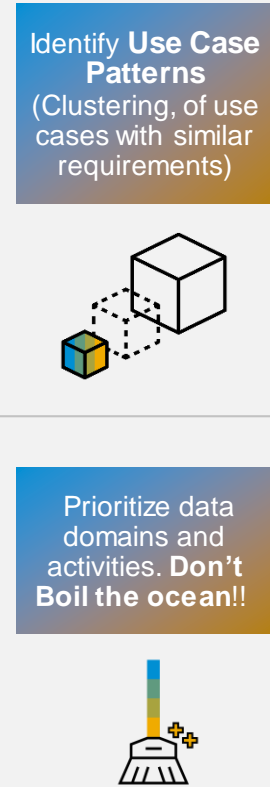 Identify Use Case
Patterns
(Clustering, of use
cases with similar
requirements)
Prioritize data
domains and
activities. Don’t
Boil the ocean!!